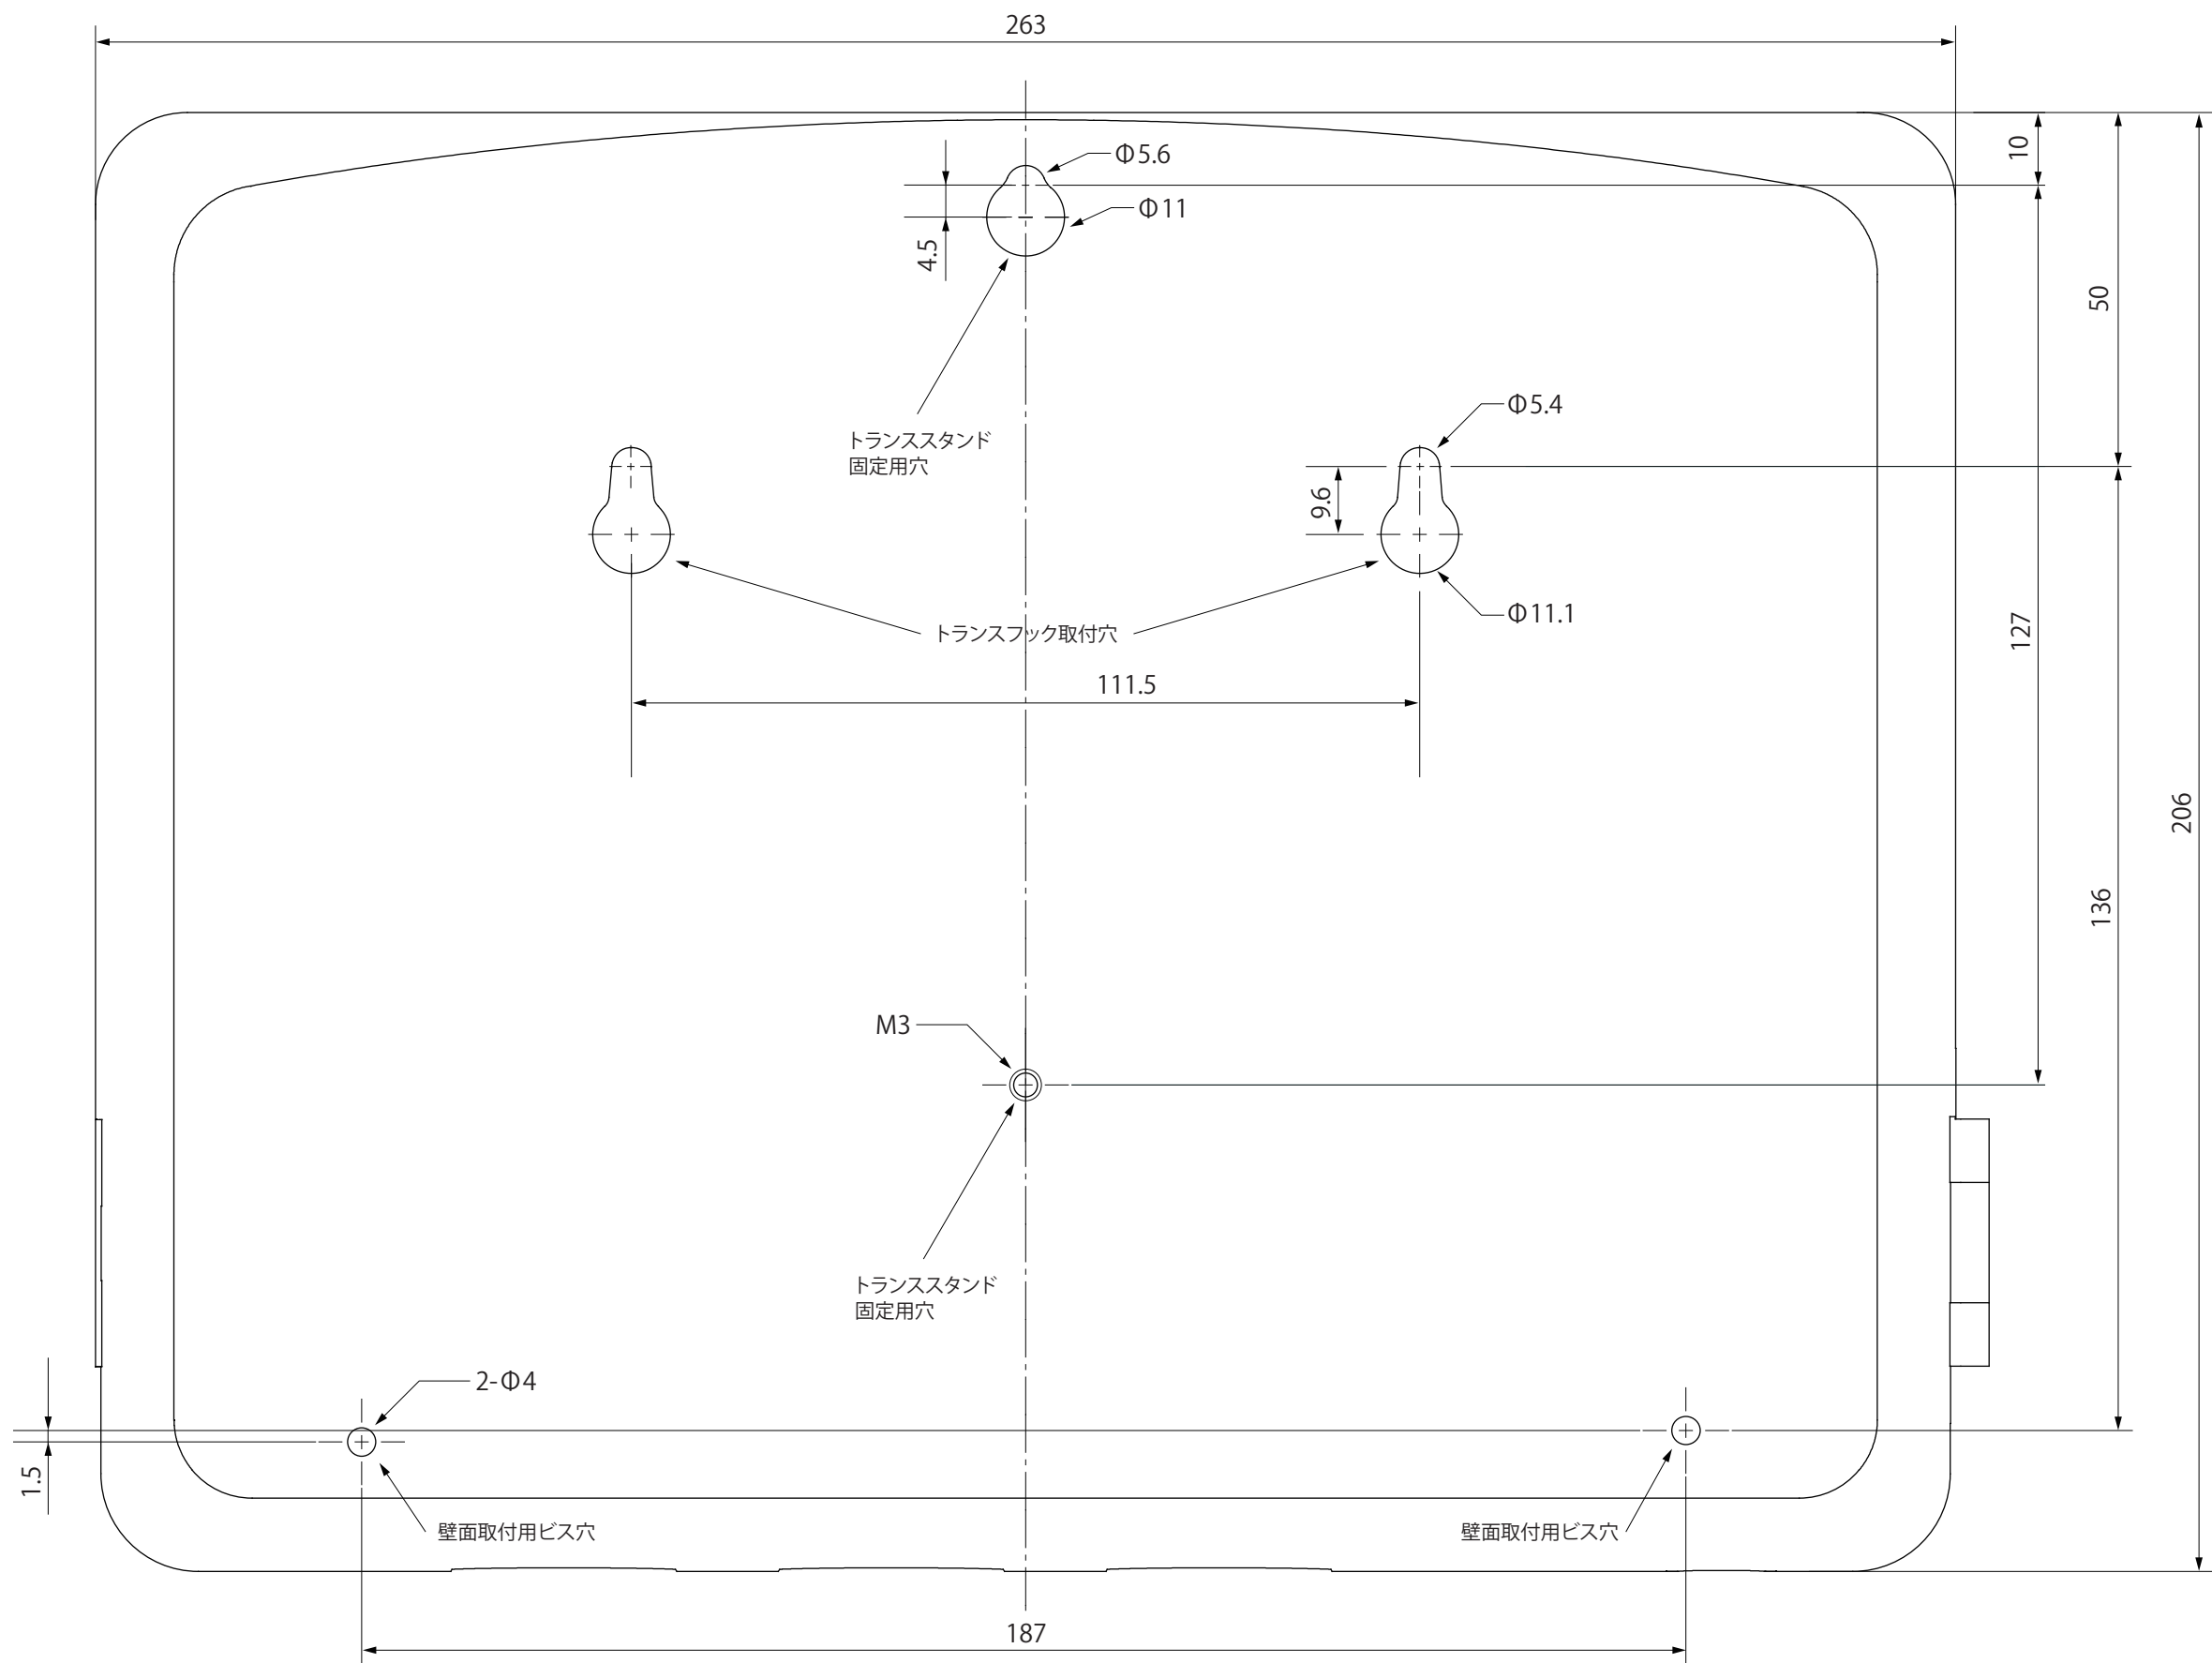 263
Φ5.6
10
Φ11
4.5
50
Φ5.4
トランススタンド
固定用穴
9.6
Φ11.1
トランスフック取付穴
127
111.5
206
136
M3
トランススタンド
固定用穴
2-Φ4
1.5
壁面取付用ビス穴
壁面取付用ビス穴
187